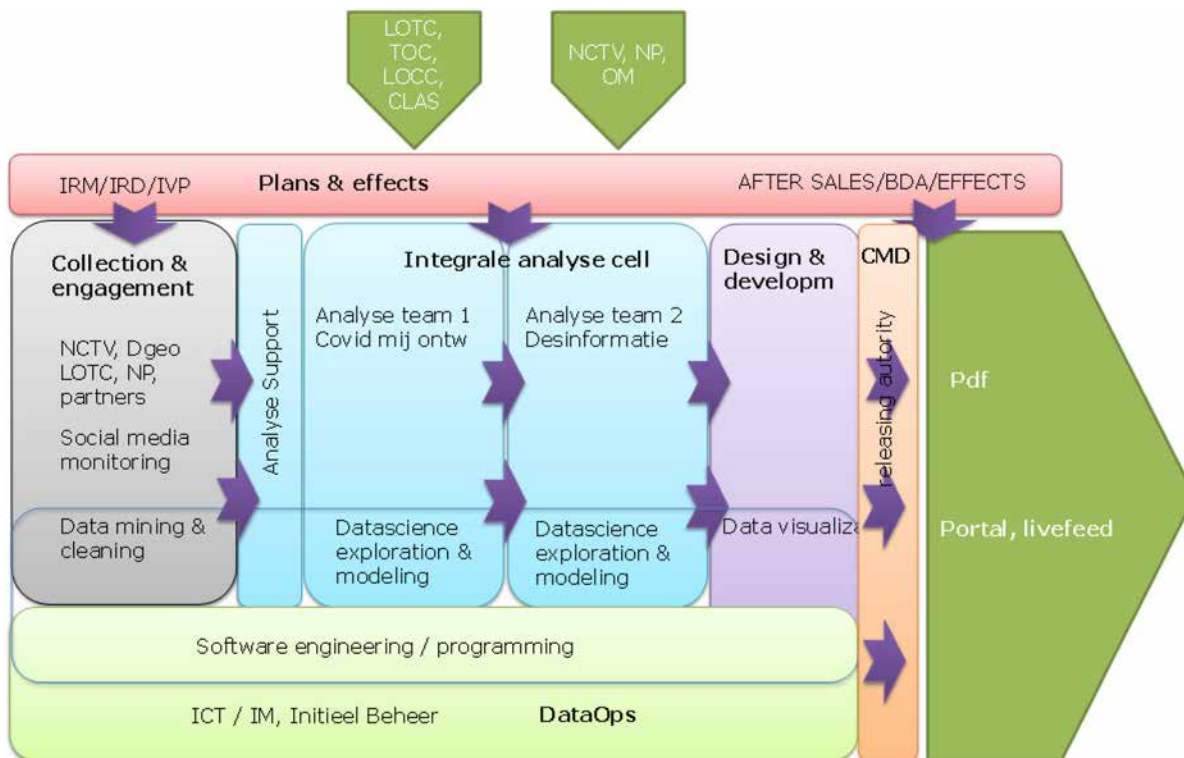 LOTC,
TOC,
LOCC,
CLAS
NCTV, NP,
OM
IRM/IRD/IVP
Plans & effects
AFTER SALES/BDA/EFFECTS
Collection &
engagement
NCTV, Dgeo
LOTC, NP,
partners
Social media
monitoring
Data mining &
cleaning
Analyse Support
Integrale analyse cell
Analyse team 1
Covid mij ontw
Datascience
exploration &
modeling
Analyse team 2
Desinformatie
Datascience
exploration &
modeling
Design &
developm
Data visualiza
CMD
releasing autority
Pdf
Portal, livefeed
Software engineering / programming
ICT / IM, Initieel Beheer
DataOps